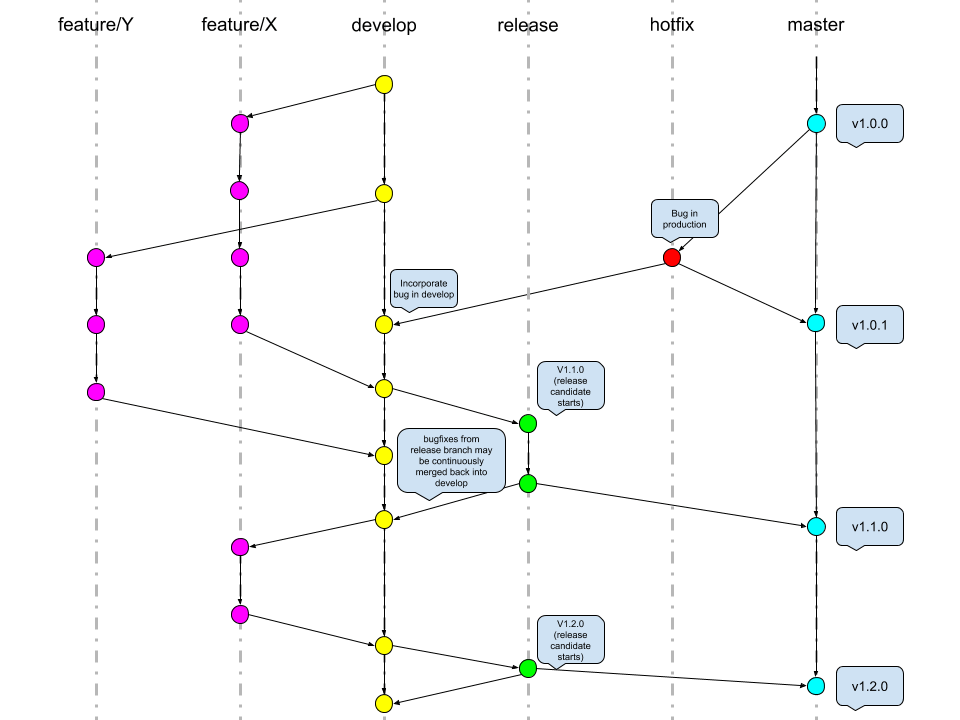 feature/Y feature/X develop release hotfix master
v1.0.0
Bug in
production
Incorporate
bug in develop
v1.0.1
V1.1.0
(release
candidate
starts)
bugfixes from
release branch may
be continuously
merged back into
develop
v1.1.0
V1.2.0
(release
candidate
starts)
v1.2.0